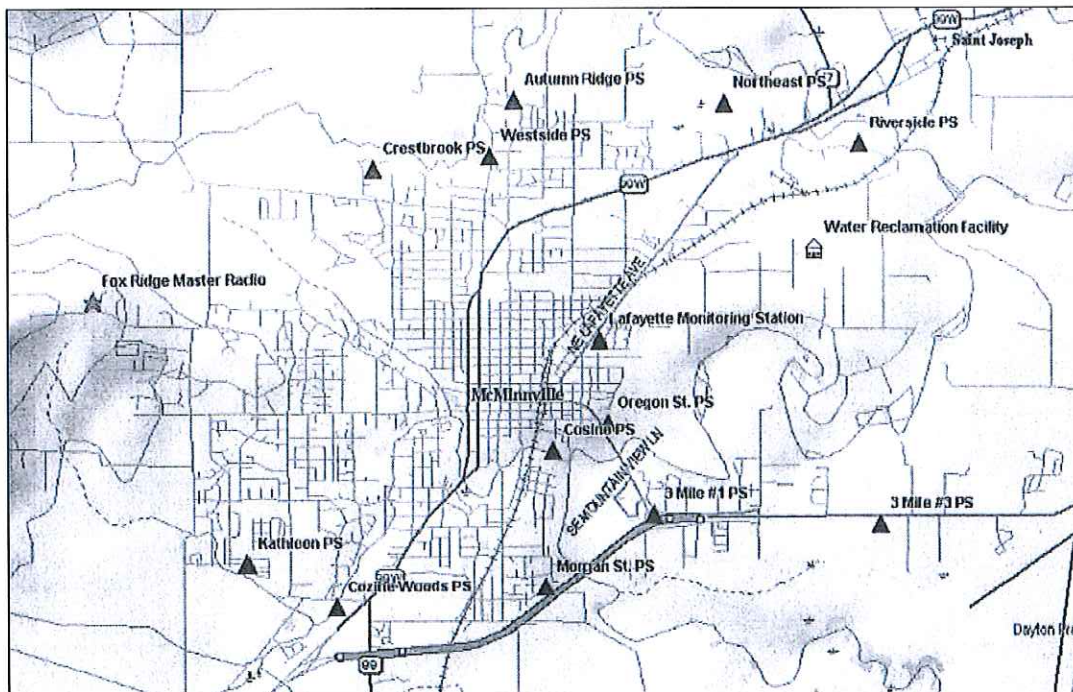 99W
Saint Joseph
Autumn Ridge PS
Northeast PS
Westside PS
Riverside PS
Crestbrook PS
99W
Water Reclamation Facility
Fox Ridge Master Radio
NE LAFAYETTE AVE
Lafayette Monitoring Station
McMinnville
Oregon St. PS
Cosine PS
SE MOUNTAIN VIEW LN
3 Mile #1 PS
3 Mile #3 PS
Kathleen PS
Morgan St. PS
Cozine Woods PS
99
Dayton